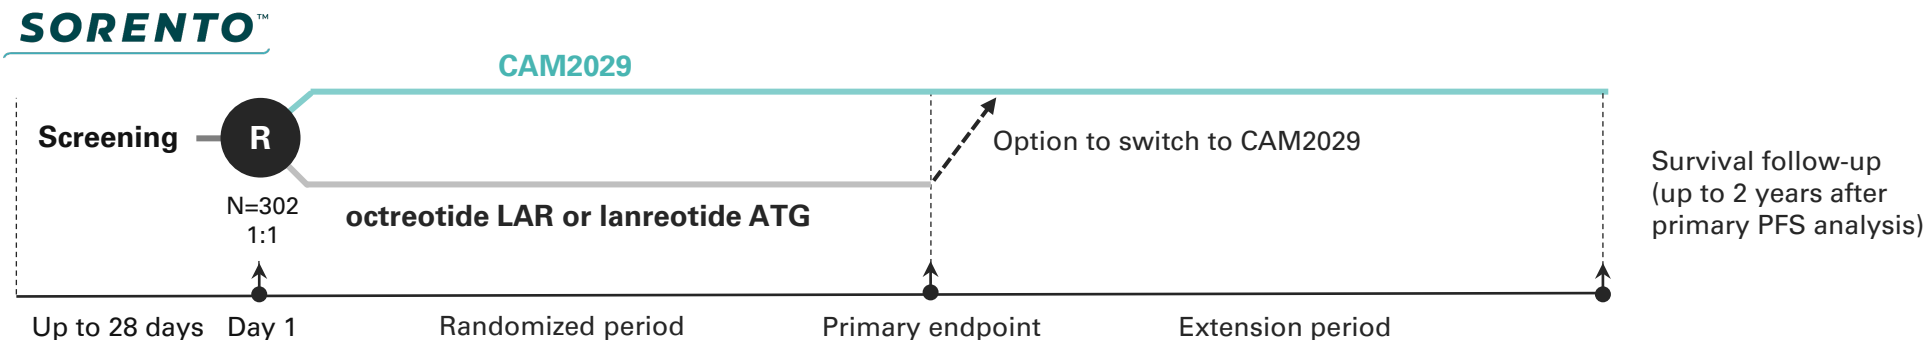 SORENTO™
CAM2029
Screening
R
Option to switch to CAM2029
N=302
1:1
octreotide LAR or lanreotide ATG
Survival follow-up
(up to 2 years after
primary PFS analysis)
Up to 28 days
Day 1
Randomized period
Primary endpoint
Extension period